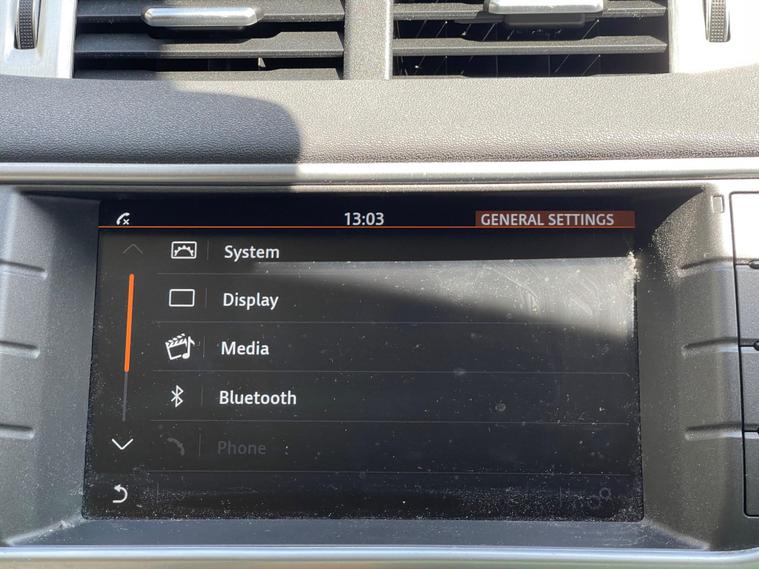 13:03
GENERAL SETTINGS
System
Display
Media
Bluetooth
Phone